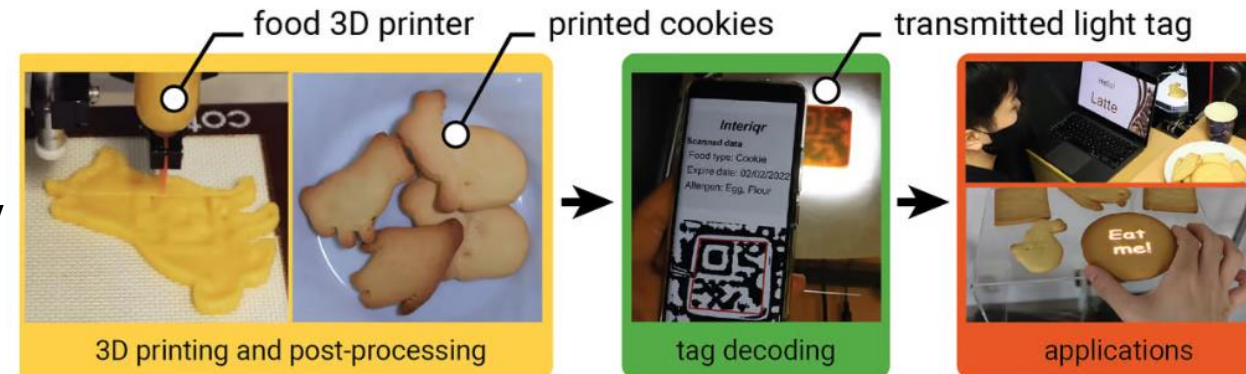 food 3D printer
printed cookies
transmitted light tag
Interiqr
Scanned data
Food type: Cookie
Expire date: 02/02/2022
Allergen: Egg, Flour
Hello!
Latte
Eat
me!
3D printing and post-processing
tag decoding
applications